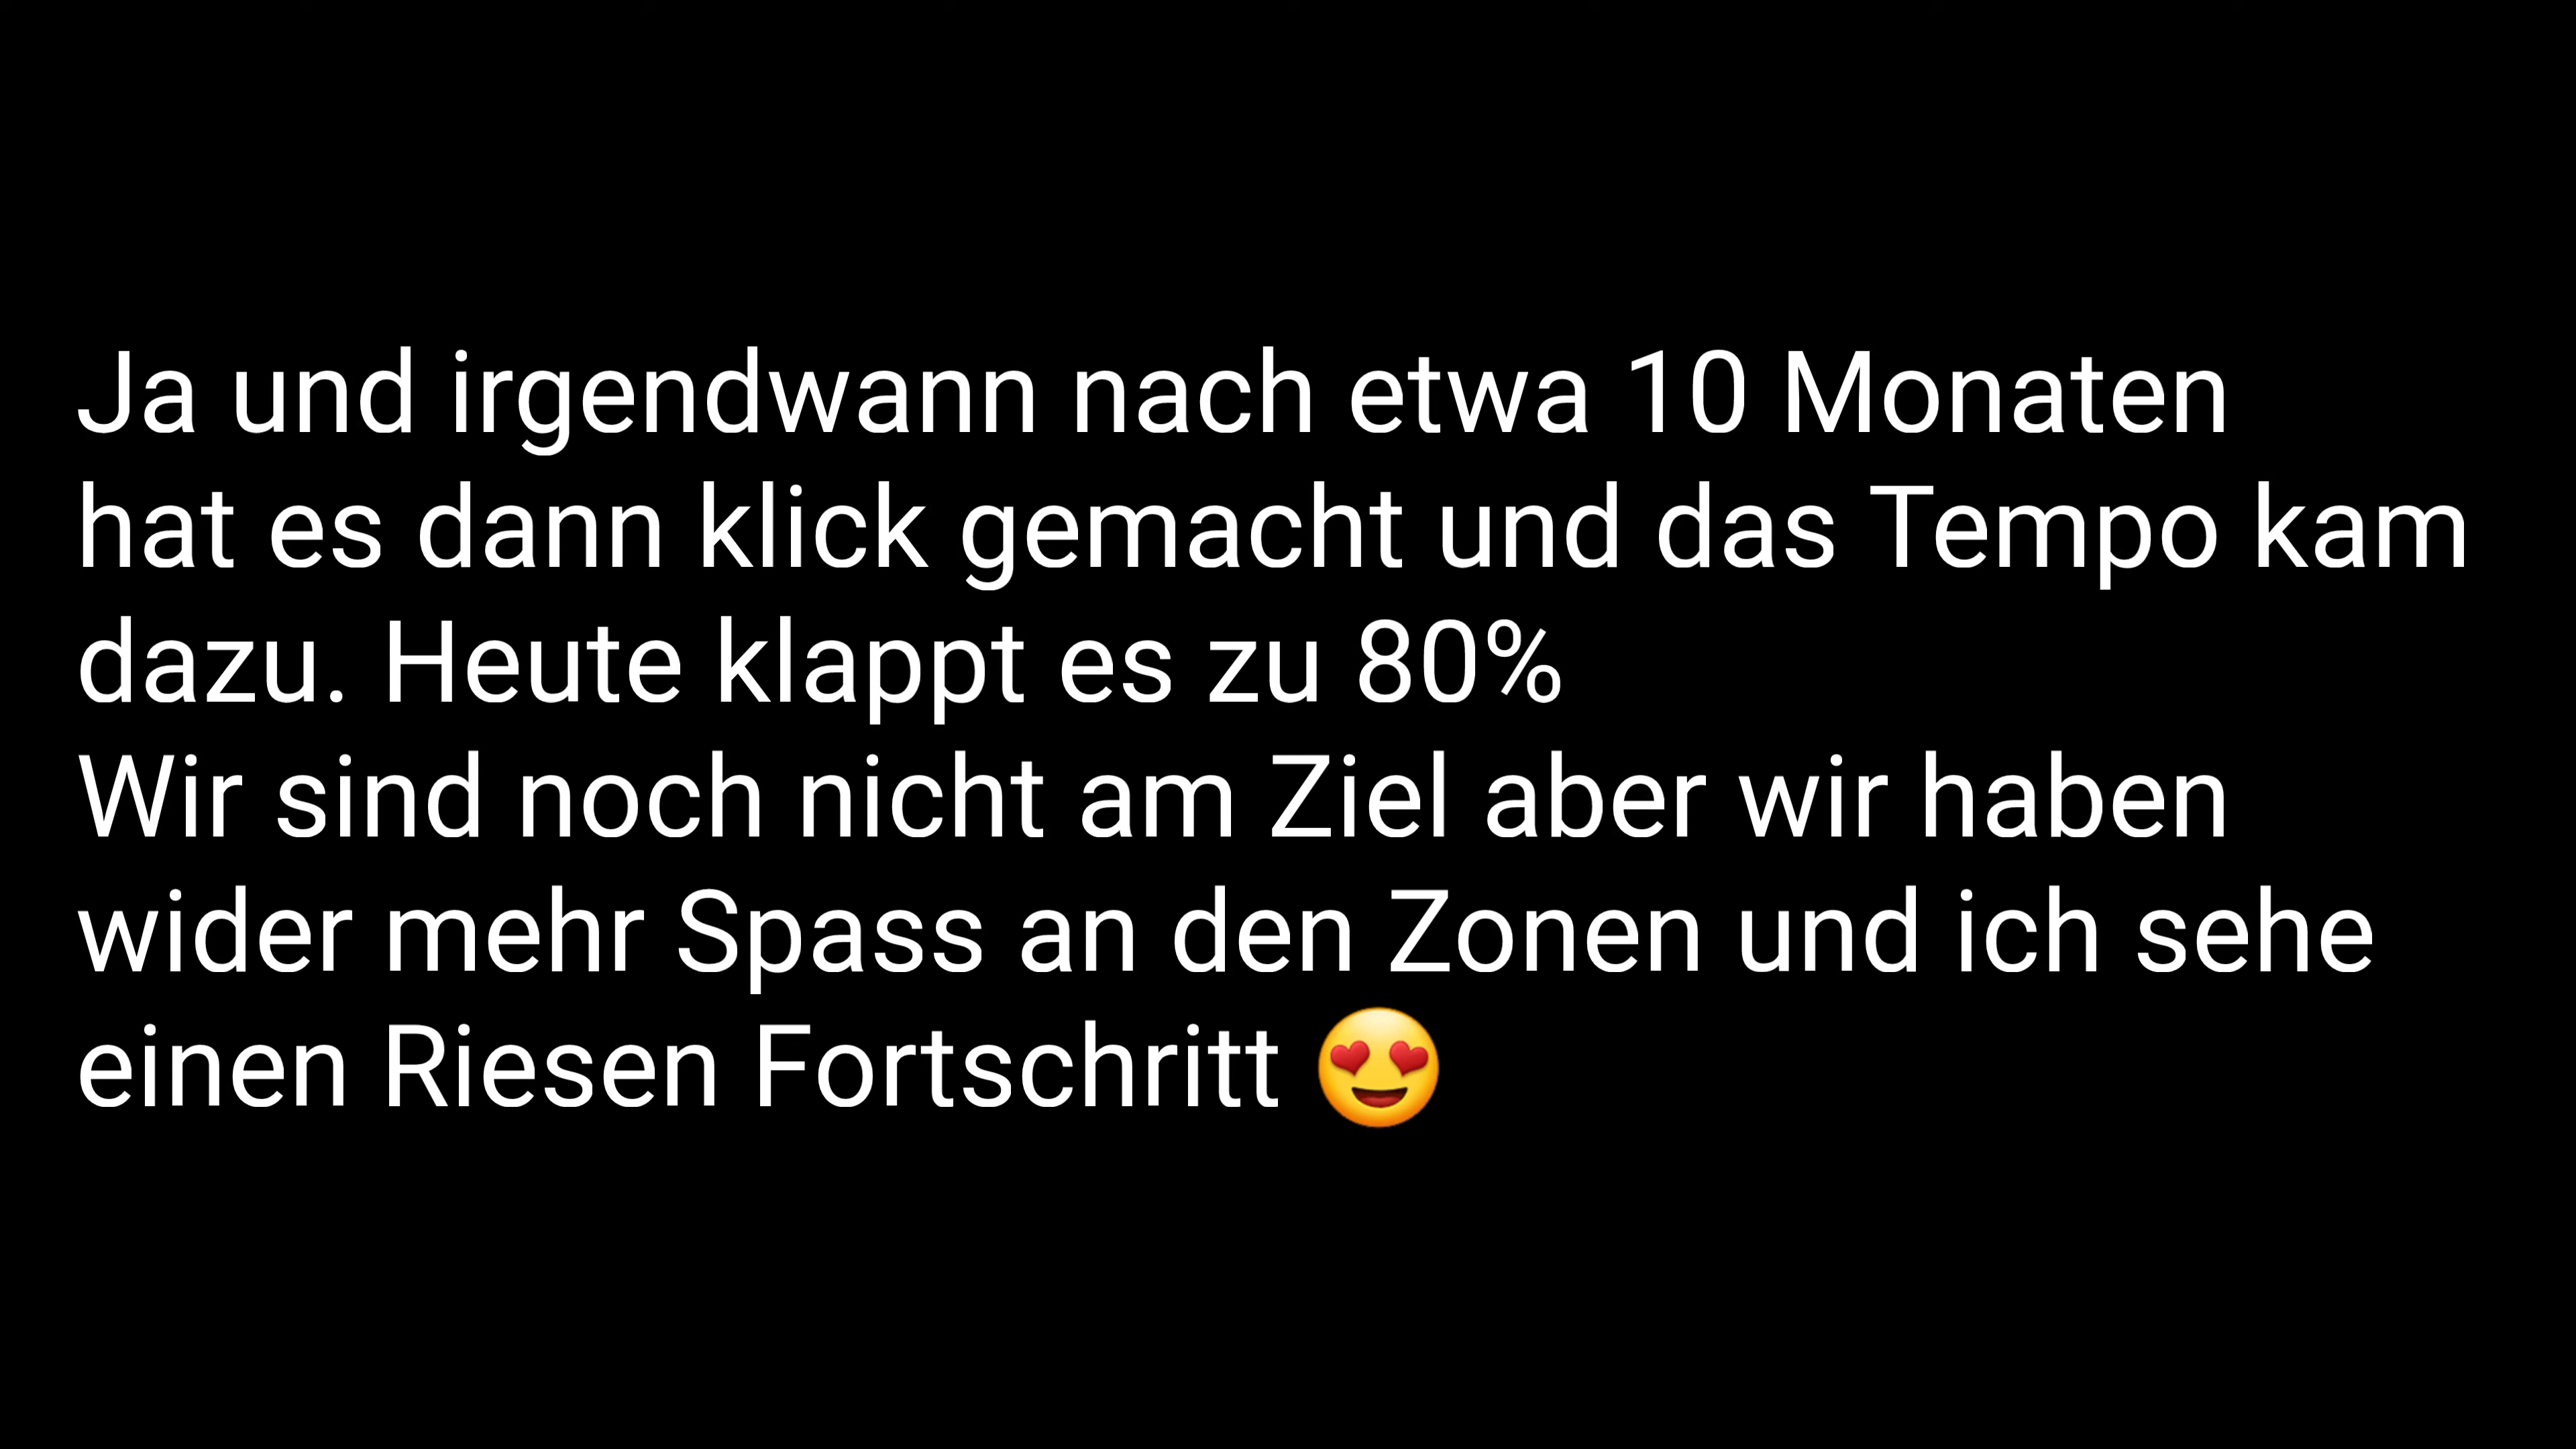 Ja und irgendwann nach etwa 10 Monaten
hat es dann klick gemacht und das Tempo kam
dazu. Heute klappt es zu 80%
Wir sind noch nicht am Ziel aber wir haben
wider mehr Spass an den Zonen und ich sehe
einen Riesen Fortschritt 😍